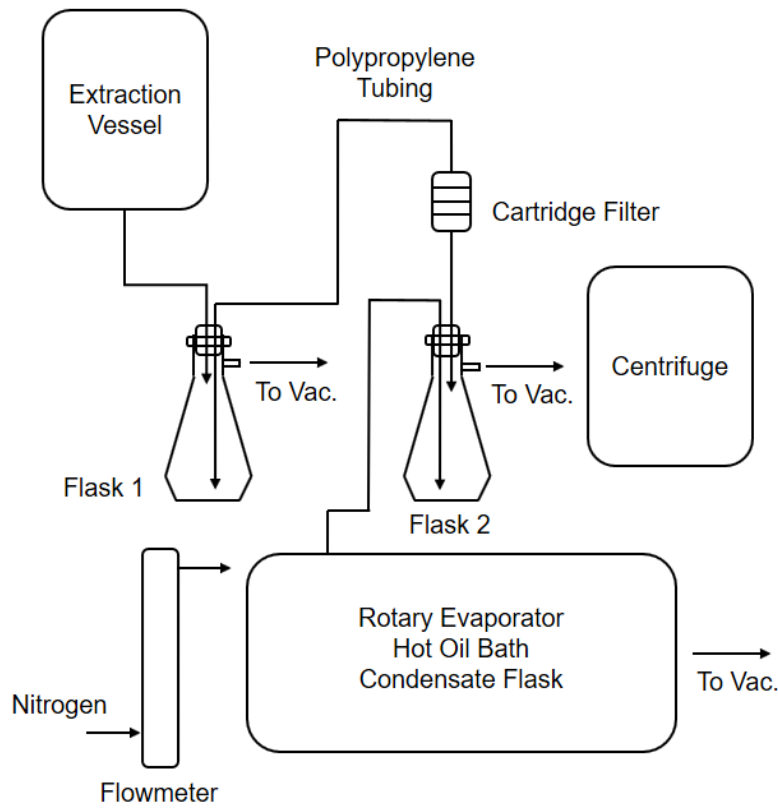 Extraction
Vessel
Polypropylene
Tubing
Cartridge Filter
To Vac.
Flask 1
To Vac.
Flask 2
Centrifuge
Nitrogen
Flowmeter
Rotary Evaporator
Hot Oil Bath
Condensate Flask
To Vac.